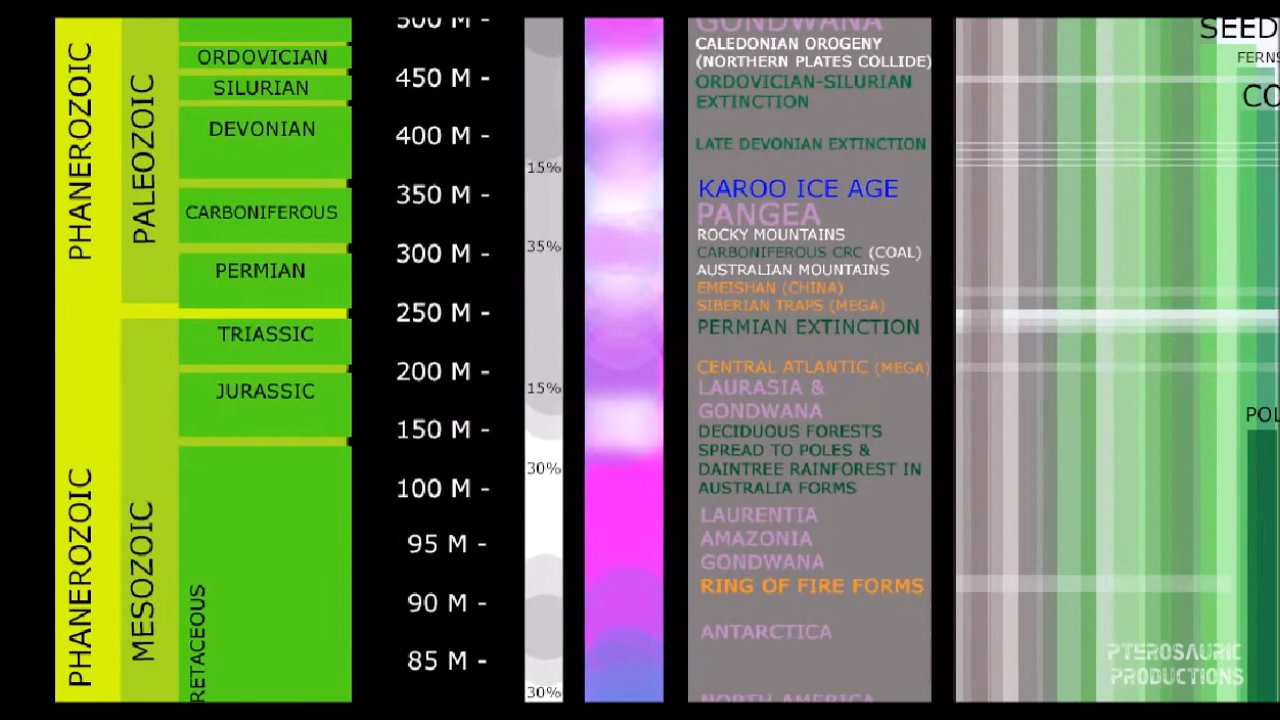 PHANEROZOIC
PHANEROZOIC
PALEOZOIC
MESOZOIC
ORDOVICIAN
SILURIAN
DEVONIAN
CARBONIFEROUS
PERMIAN
TRIASSIC
JURASSIC
RETACEOUS
500 M -
450 M -
400 M -
350 M -
300 M -
250 M -
200 M -
150 M -
100 M -
95 M -
90 M -
85 M -
15%
35%
15%
30%
30%
GONDWANA
CALEDONIAN OROGENY
(NORTHERN PLATES COLLIDE)
ORDOVICIAN-SILURIAN
EXTINCTION
LATE DEVONIAN EXTINCTION
KAROO ICE AGE
PANGEA
ROCKY MOUNTAINS
CARBONIFEROUS CRC (COAL)
AUSTRALIAN MOUNTAINS
EMEISHAN (CHINA)
SIBERIAN TRAPS (MEGA)
PERMIAN EXTINCTION
CENTRAL ATLANTIC (MEGA)
LAURASIA &
GONDWANA
DECIDUOUS FORESTS
SPREAD TO POLES &
DAINTREE RAINFOREST IN
AUSTRALIA FORMS
LAURENTIA
AMAZONIA
GONDWANA
RING OF FIRE FORMS
ANTARCTICA
NORTH AMERICA
SEED
FERNS
CO
POL
PTEROSAURIC
PRODUCTIONS